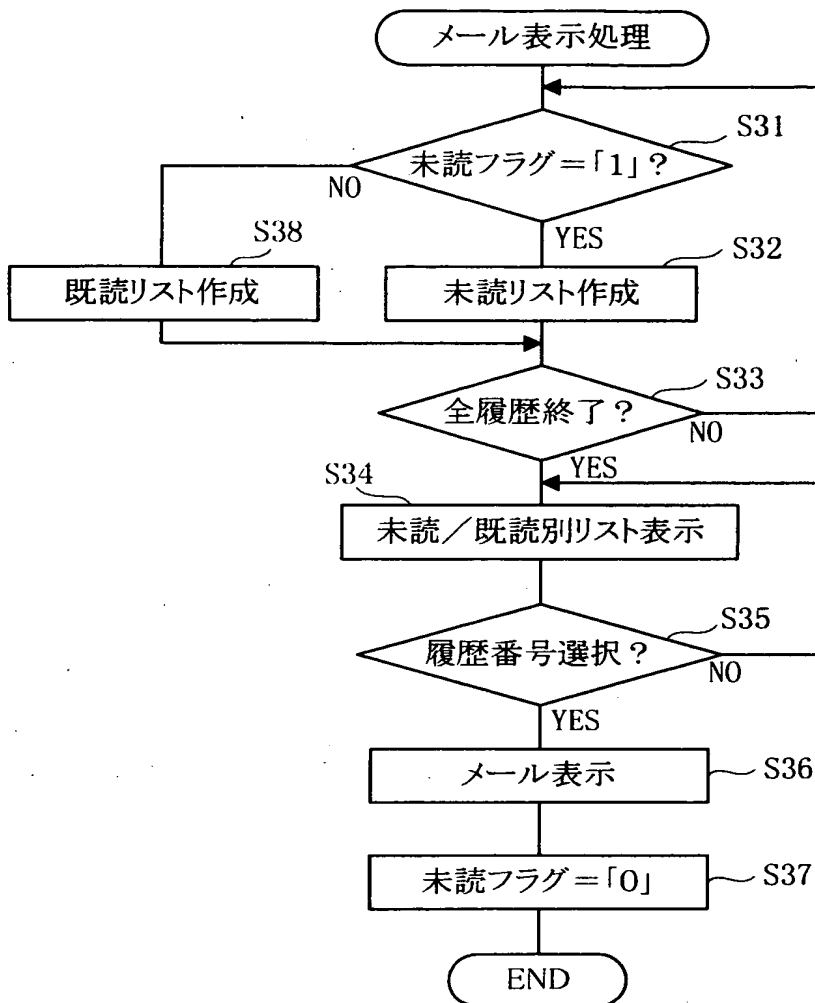 メール表示処理
S31
未読フラグ＝「1」？
NO
YES
S38
S32
既読リスト作成
未読リスト作成
S33
全履歴終了？
NO
YES
S34
未読／既読別リスト表示
S35
履歴番号選択？
NO
YES
メール表示
S36
未読フラグ＝「0」
S37
END